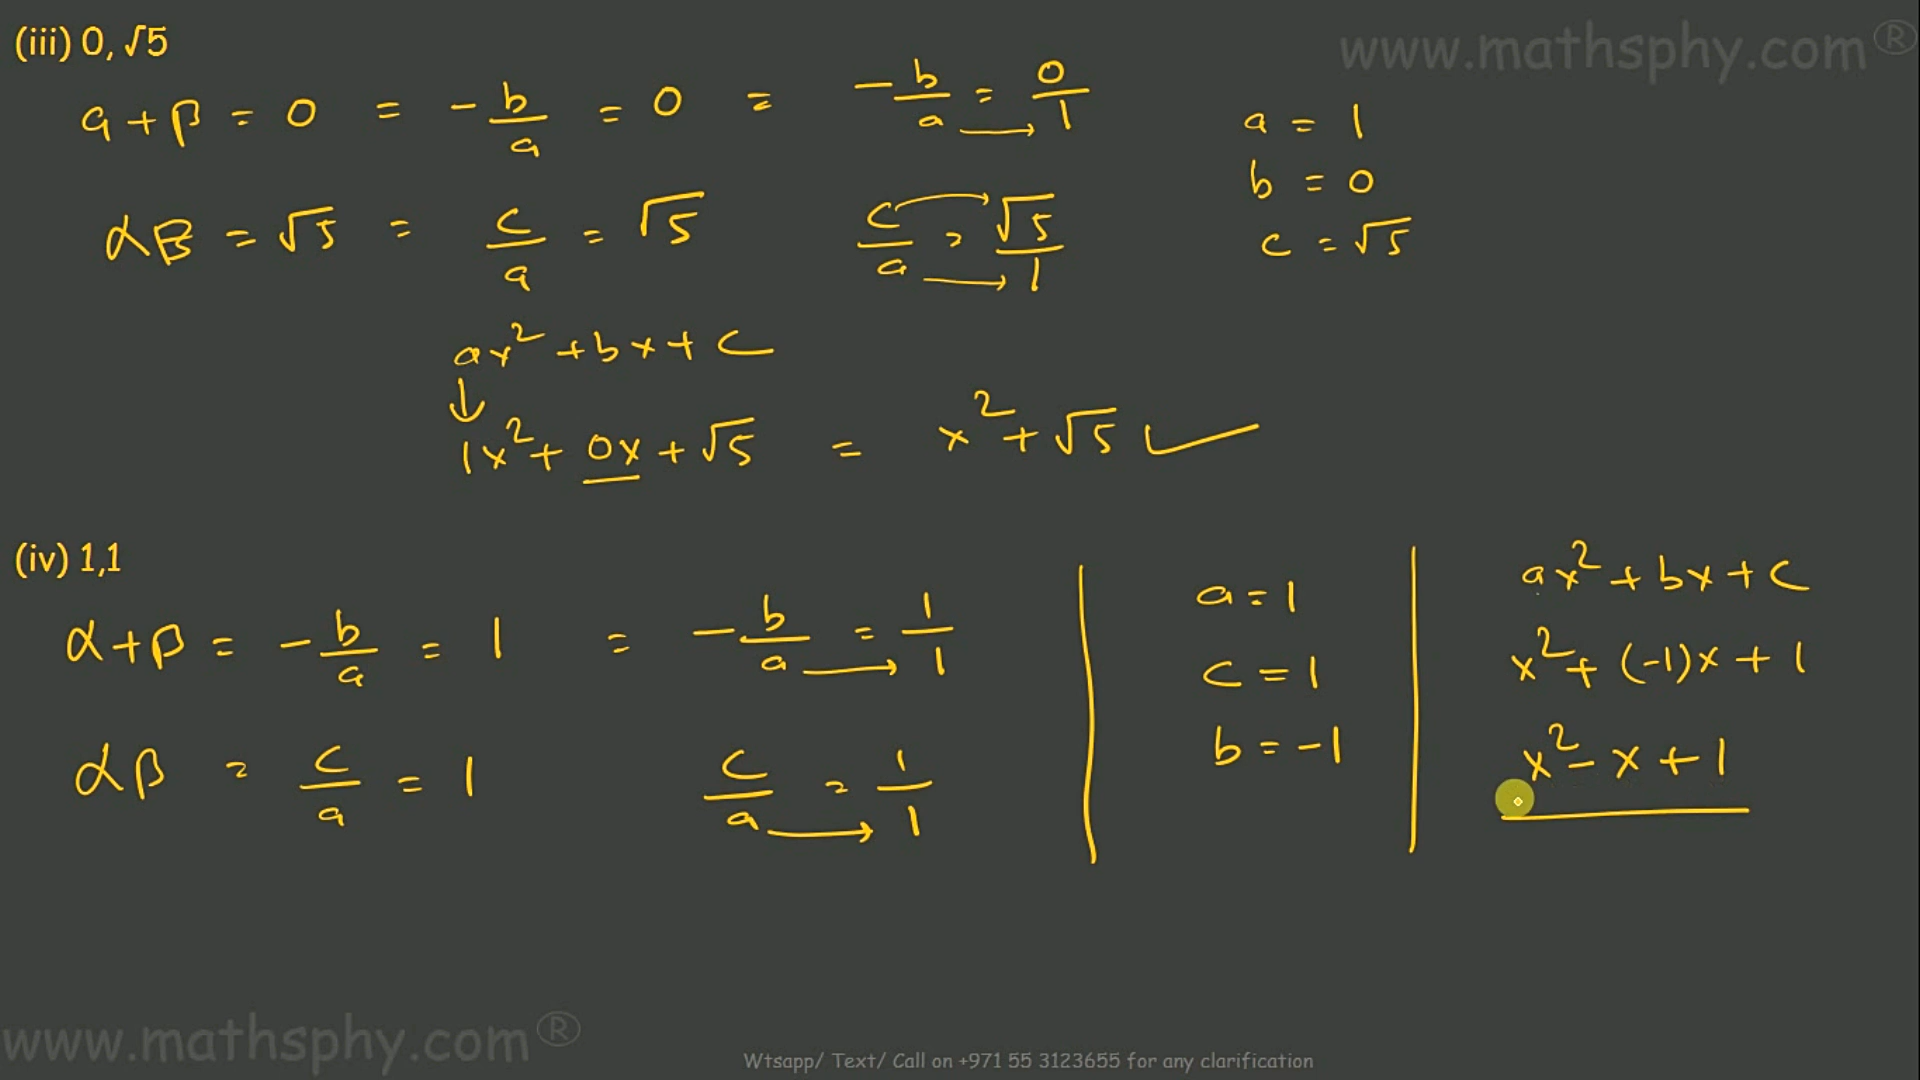 (iii) 0, √5
www.mathsphy.com®
α + β = 0 = - b/a = 0 = - b/a = 0/1
a = 1
b = 0
αβ = √5 = c/a = √5 c/a = √5/1
c = √5
ax² + bx + c
1x² + 0x + √5 = x² + √5
(iv) 1,1
α + β = - b/a = 1 = - b/a = 1/1
αβ = c/a = 1 c/a = 1/1
a = 1
c = 1
b = -1
ax² + bx + c
x² + (-1)x + 1
x² - x + 1
www.mathsphy.com®
Wtsapp/ Text/ Call on +971 55 3123655 for any clarification